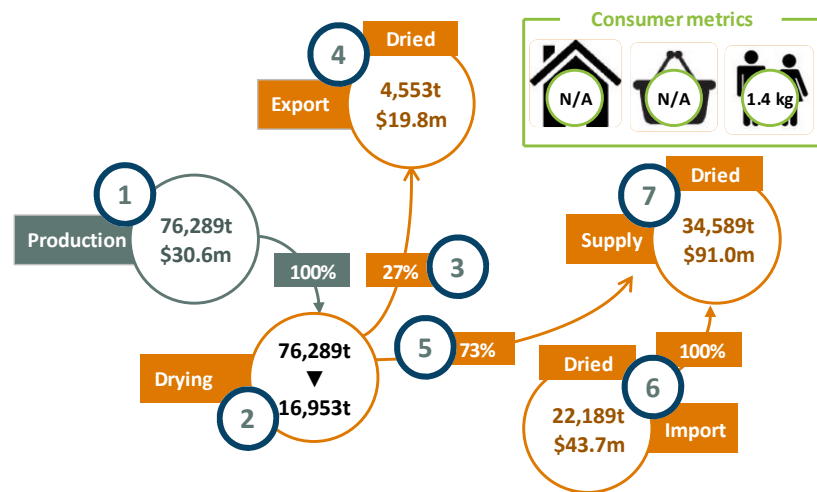 Consumer metrics
N/A
N/A
1.4 kg
4
Dried
Export
4,553t
$19.8m
1
Production
76,289t
$30.6m
100%
27%
3
7
Dried
Supply
34,589t
$91.0m
Drying
2
76,289t
▼
16,953t
5
73%
Dried
100%
6
22,189t
$43.7m
Import